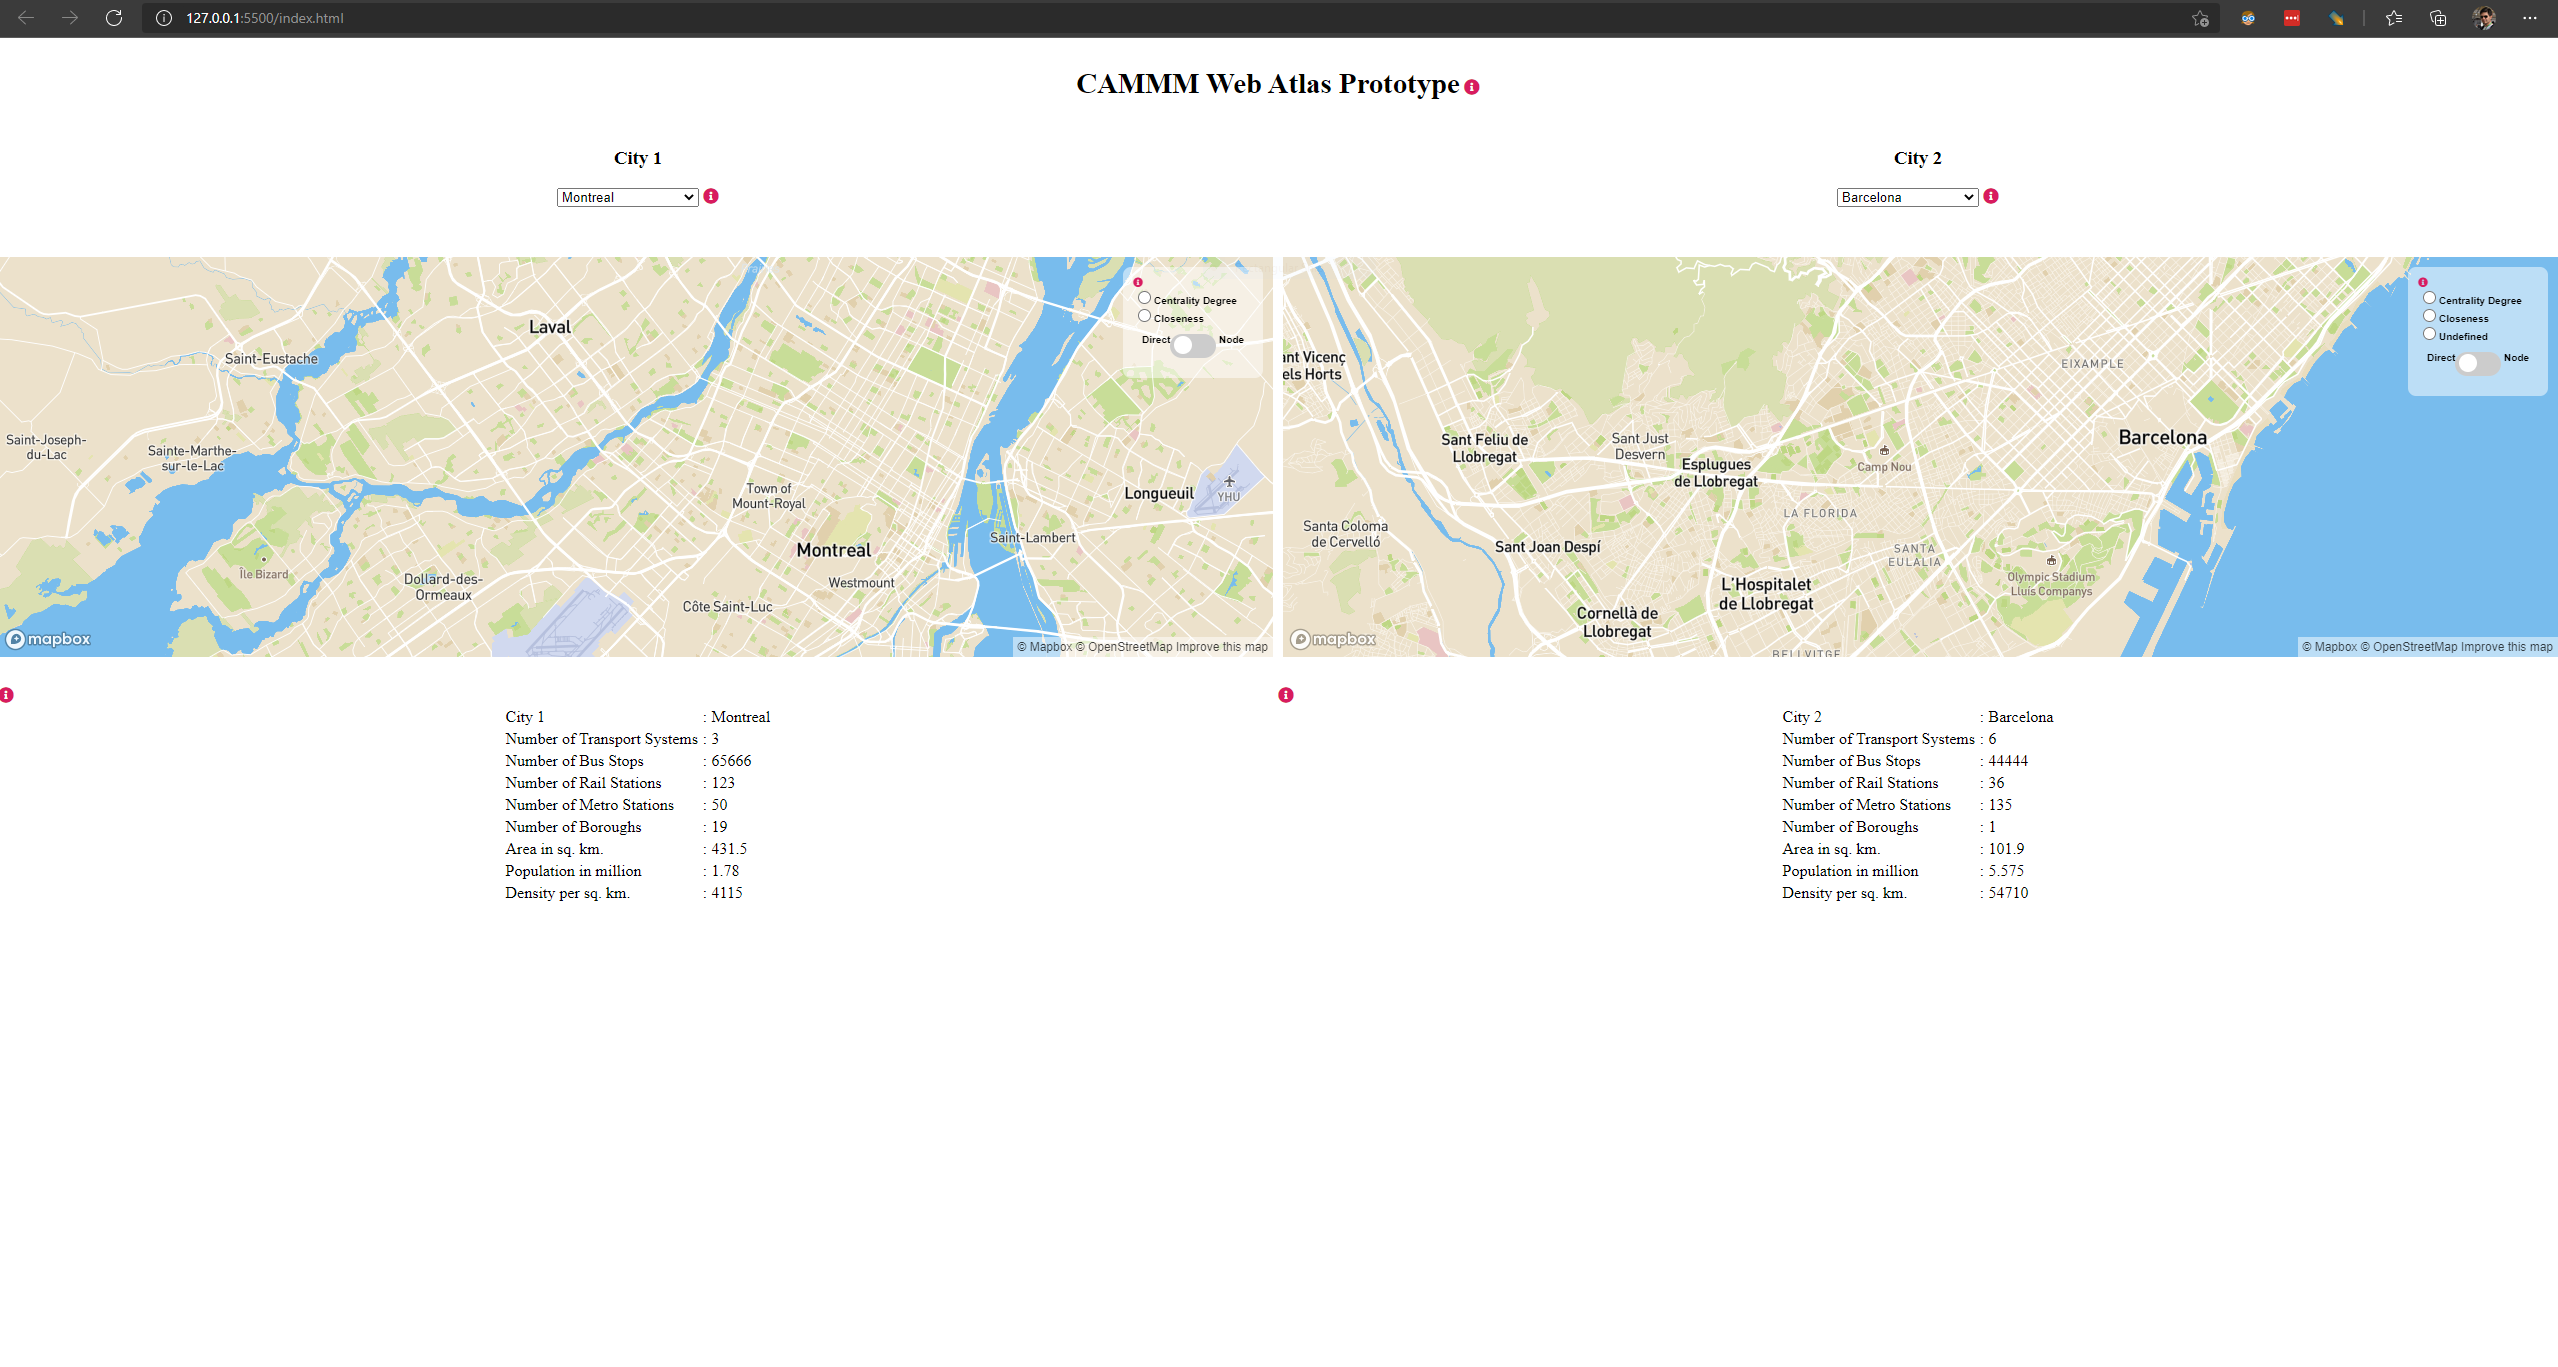 127.0.0.1:5500/index.html
CAMMM Web Atlas Prototype
City 1
Montreal
City 2
Barcelona
Laval
Saint-Eustache
Saint-Joseph-
du-Lac
Sainte-Marthe-
sur-le-Lac
Town of
Mount-Royal
Longueuil
YHU
Montreal
Saint-Lambert
Île Bizard
Dollard-des-
Ormeaux
Westmount
Côte Saint-Luc
Centrality Degree
Closeness
Direct
Node
mapbox
© Mapbox © OpenStreetMap Improve this map
ant Vicenç
els Horts
EIXAMPLE
Barcelona
Sant Feliu de
Llobregat
Sant Just
Desvern
Esplugues
de Llobregat
Camp Nou
LA FLORIDA
Santa Coloma
de Cervelló
Sant Joan Despí
SANTA
EULALIA
L'Hospitalet
de Llobregat
Olympic Stadium
Lluís Companys
Cornellà de
Llobregat
BELLVITGE
Centrality Degree
Closeness
Undefined
Direct
Node
mapbox
© Mapbox © OpenStreetMap Improve this map
City 1 : Montreal
Number of Transport Systems : 3
Number of Bus Stops : 65666
Number of Rail Stations : 123
Number of Metro Stations : 50
Number of Boroughs : 19
Area in sq. km. : 431.5
Population in million : 1.78
Density per sq. km. : 4115
City 2 : Barcelona
Number of Transport Systems : 6
Number of Bus Stops : 44444
Number of Rail Stations : 36
Number of Metro Stations : 135
Number of Boroughs : 1
Area in sq. km. : 101.9
Population in million : 5.575
Density per sq. km. : 54710